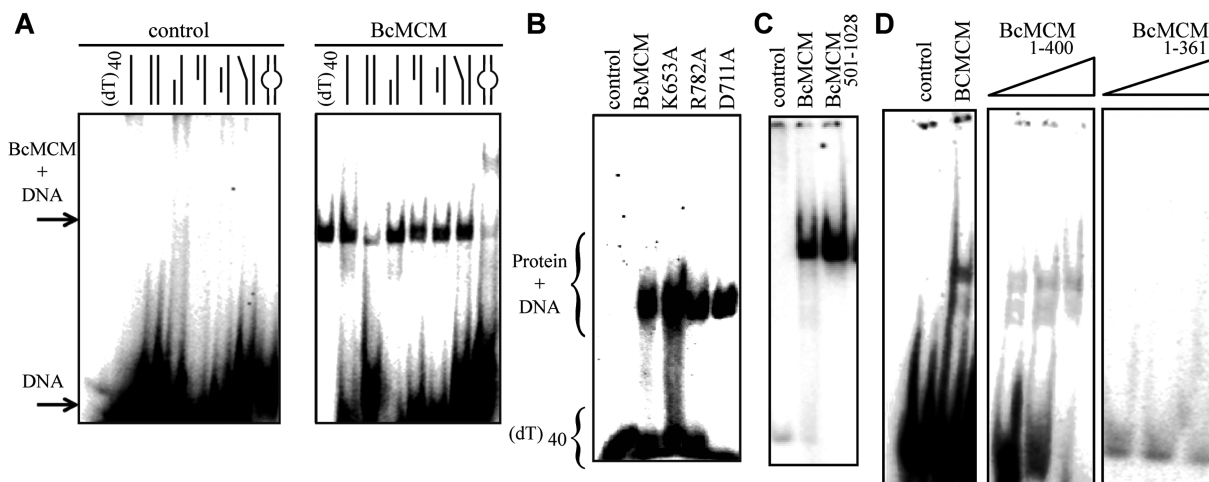 A
control
BcMCM
(dT)40
(dT)40
BcMCM
+
DNA
DNA
B
control
BcMCM
K653A
R782A
D711A
Protein
+
DNA
(dT) 40
C
control
BcMCM
BcMCM
501-1028
D
control
BCMCM
BcMCM
1-400
BcMCM
1-361